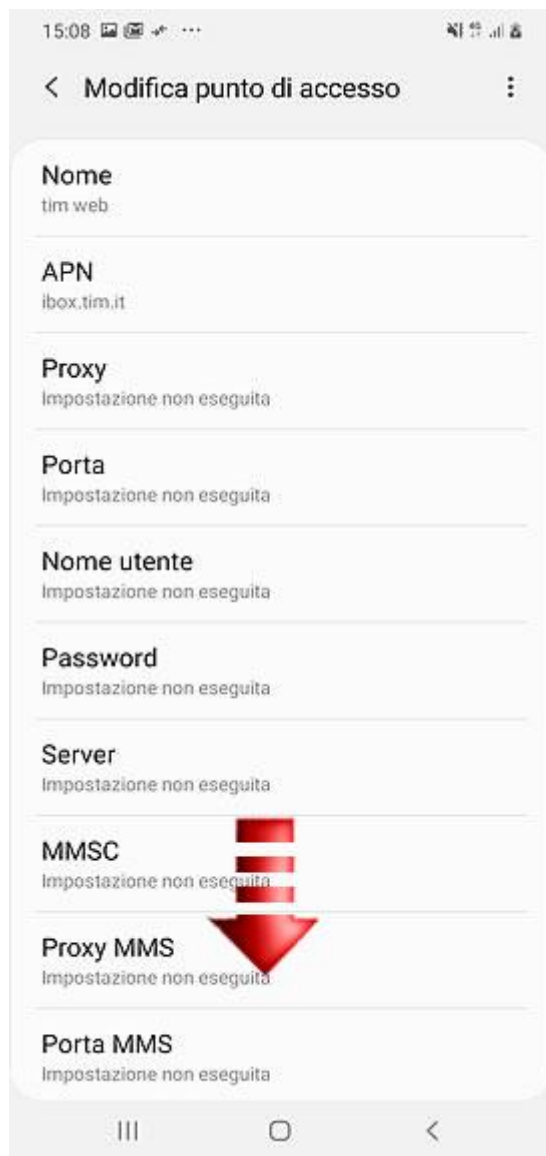 15:08
Modifica punto di accesso
Nome
tim web
APN
ibox.tim.it
Proxy
Impostazione non eseguita
Porta
Impostazione non eseguita
Nome utente
Impostazione non eseguita
Password
Impostazione non eseguita
Server
Impostazione non eseguita
MMSC
Impostazione non eseguita
Proxy MMS
Impostazione non eseguita
Porta MMS
Impostazione non eseguita